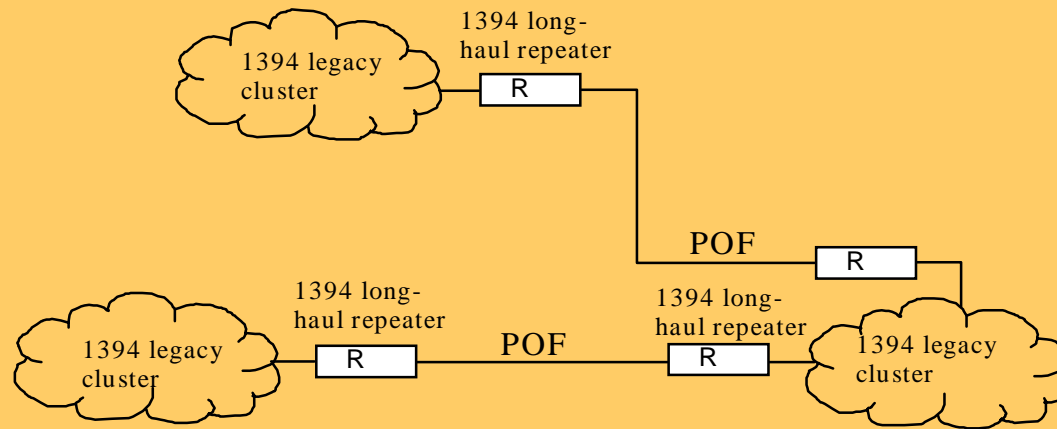 1394 long-
haul repeater
1394 legacy
cluster
R
POF
R
1394 long-
haul repeater
1394 long-
haul repeater
1394 legacy
cluster
R
POF
R
1394 legacy
cluster